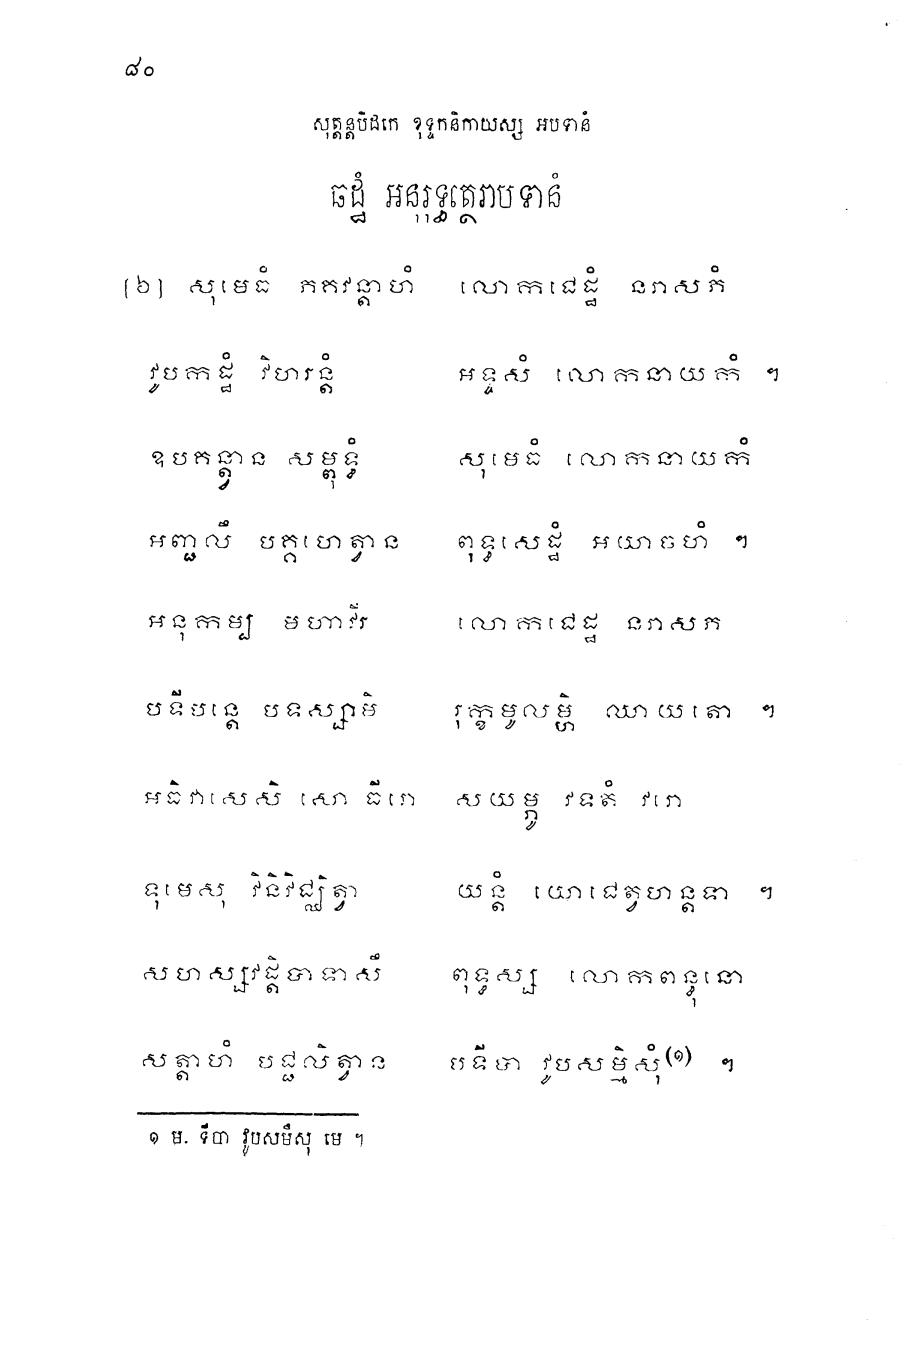 ៨០
សុត្តន្តបិដកេ ខុទ្ទកនិកាយស្ស អបទានំ
ឆដ្ឋំ អនុរុទ្ធត្ថេរាបទានំ
[៦] សុមេធំ ភគវន្តាហំ លោកជេដ្ឋំ នរាសភំ
វូបកដ្ឋំ វិហរន្តំ អទ្ទសំ លោកនាយកំ ។
ឧបគន្ត្វាន សម្ពុទ្ធំ សុមេធំ លោកនាយកំ
អញ្ជលឹ បគ្គហេត្វាន ពុទ្ធសេដ្ឋំ អយាចហំ ។
អនុកម្ប មហាវីរ លោកជេដ្ឋ នរាសភ
បទីបន្តេ បទស្សាមិ រុក្ខមូលម្ហិ ឈាយតោ ។
អធិវាសេសិ សោ ធីរោ សយម្ភូ វទតំ វរោ
ទុមេសុ វិនិវិជ្ឈិត្វា យន្តំ យោជេត្វហន្តទា ។
សហស្សវដ្តិំ បាទាសឹ ពុទ្ធស្ស លោកពន្ធុនោ
សត្តាហំ បជ្ជលិត្វាន បទីបា វូបសម្មិសុំ(១) ។
១ ម. ទីបា វូបសមឹសុ មេ ។